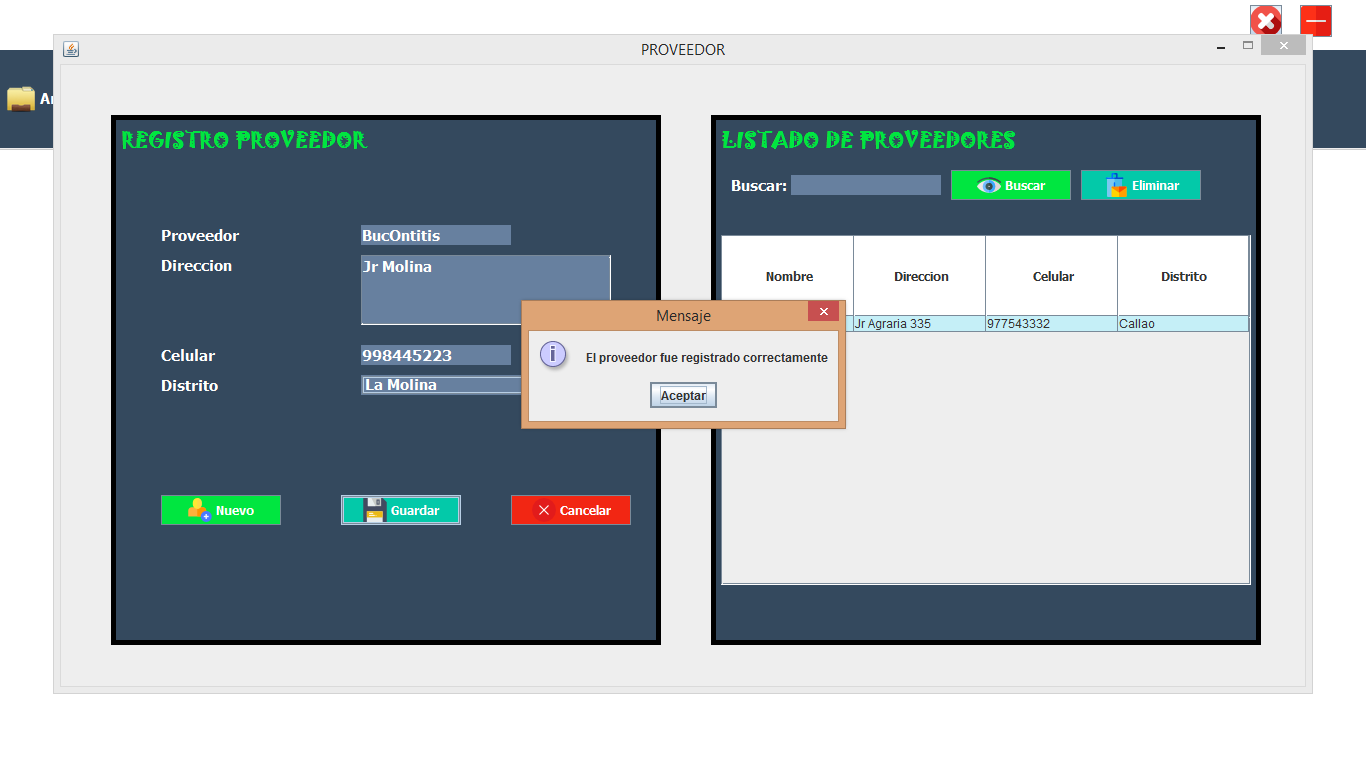 PROVEEDOR
REGISTRO PROVEEDOR
Proveedor BucOntitis
Direccion Jr Molina
Celular 998445223
Distrito La Molina
Nuevo Guardar Cancelar
LISTADO DE PROVEEDORES
Buscar: Buscar Eliminar
Nombre Direccion Celular Distrito
Jr Agraria 335 977543332 Callao
Mensaje
El proveedor fue registrado correctamente
Aceptar